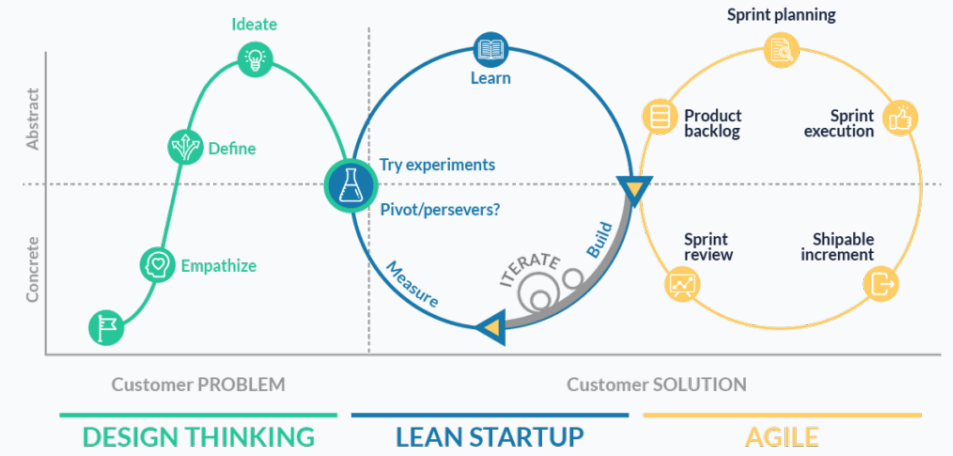 Sprint planning
Ideate
Learn
Abstract
Product
backlog
Sprint
execution
Define
Try experiments
Pivot/persevers?
Concrete
Empathize
Measure
ITERATE
Build
Sprint
review
Shipable
increment
Customer PROBLEM
Customer SOLUTION
DESIGN THINKING
LEAN STARTUP
AGILE